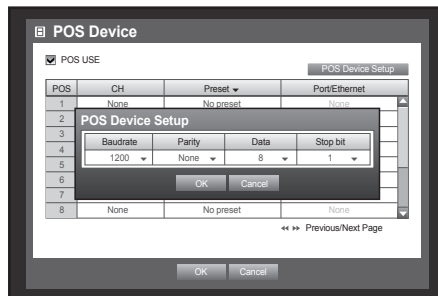 POS Device
POS USE
POS Device Setup
POS CH Preset Port/Ethernet
1 None No preset None
2
POS Device Setup
3
Baudrate Parity Data Stop bit
4
1200 None 8 1
5
6
OK Cancel
7
8 None No preset None
Previous/Next Page
OK Cancel